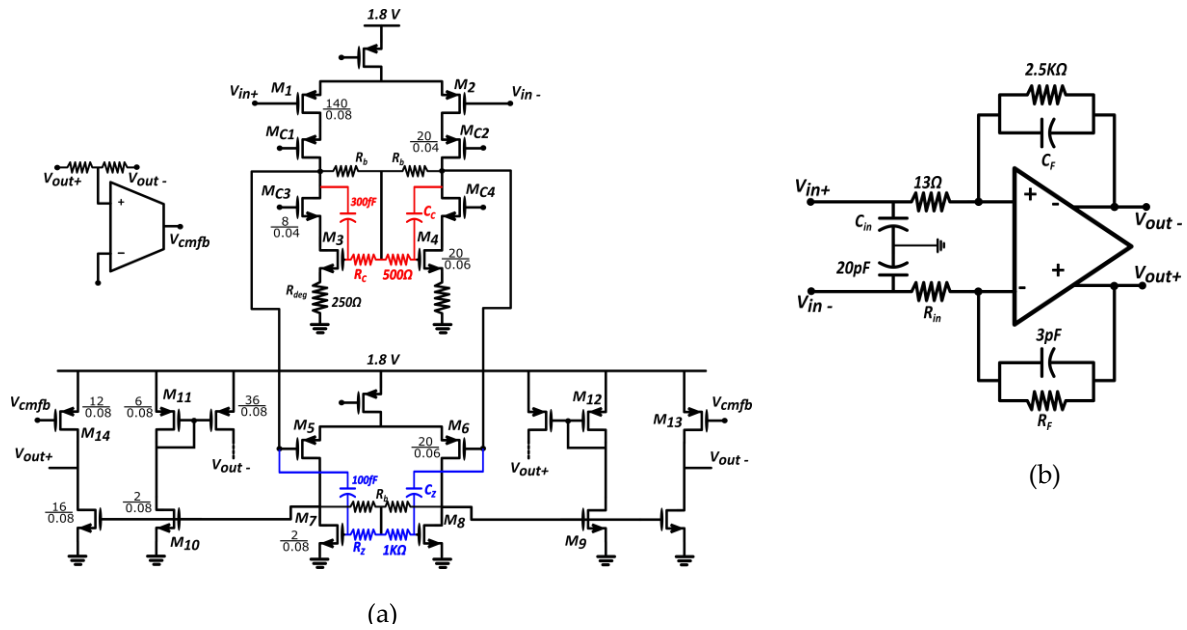 1.8 V
M1
M2
Vin+
Vin -
140
0.08
MC1
MC2
20
0.04
Rb
Rb
Vout+
Vout -
+
−
Vcmfb
MC3
300fF
CC
MC4
8
0.04
M3
M4
RC
500Ω
20
0.06
Rdeg
250Ω
1.8 V
Vcmfb
12
0.08
M14
6
0.08
M11
36
0.08
M12
M13
Vcmfb
Vout+
Vout -
M5
M6
20
0.06
Vout+
Vout -
100fF
CZ
Rb
16
0.08
2
0.08
M10
M7
M8
2
0.08
RZ
1KΩ
M9
(a)
2.5KΩ
CF
Vin+
13Ω
Cin
+
-
Vout -
20pF
+
-
Vout+
Vin -
Rin
3pF
RF
(b)